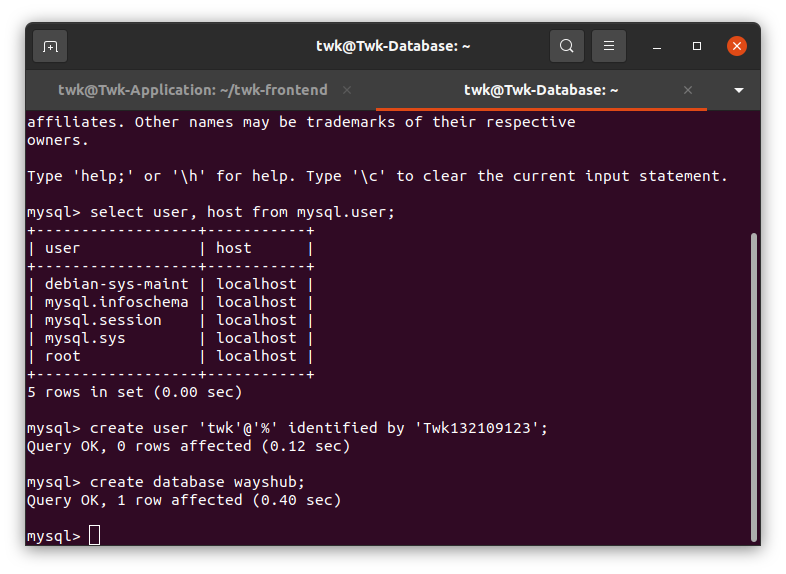 twk@Twk-Database: ~
twk@Twk-Application: ~/twk-frontend
twk@Twk-Database: ~
affiliates. Other names may be trademarks of their respective
owners.
Type 'help;' or '\h' for help. Type '\c' to clear the current input statement.
mysql> select user, host from mysql.user;
+------------------+-----------+
| user             | host      |
+------------------+-----------+
| debian-sys-maint | localhost |
| mysql.infoschema | localhost |
| mysql.session    | localhost |
| mysql.sys        | localhost |
| root             | localhost |
+------------------+-----------+
5 rows in set (0.00 sec)
mysql> create user 'twk'@'%' identified by 'Twk132109123';
Query OK, 0 rows affected (0.12 sec)
mysql> create database wayshub;
Query OK, 1 row affected (0.40 sec)
mysql>